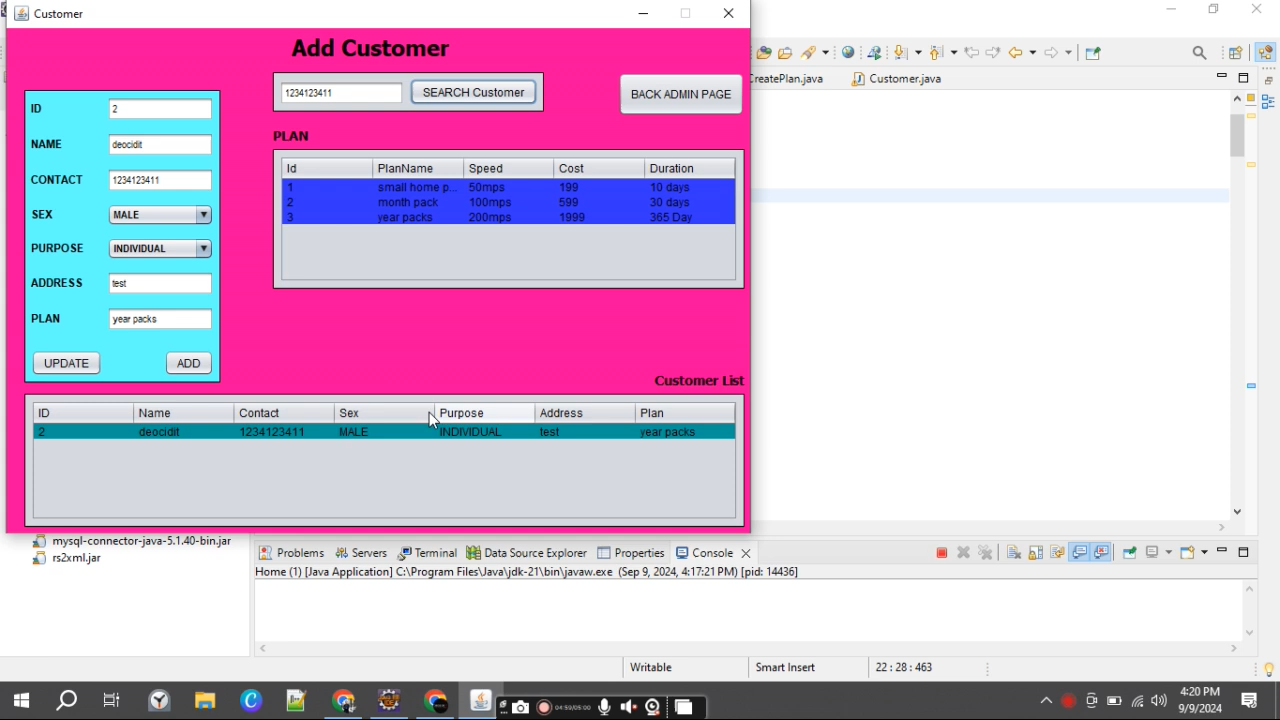 Customer
Add Customer
1234123411 SEARCH Customer
BACK ADMIN PAGE
ID 2
NAME deocidit
CONTACT 1234123411
SEX MALE
PURPOSE INDIVIDUAL
ADDRESS test
PLAN year packs
UPDATE ADD
PLAN
Id PlanName Speed Cost Duration
1 small home p... 50mps 199 10 days
2 month pack 100mps 599 30 days
3 year packs 200mps 1999 365 Day
Customer List
ID Name Contact Sex Purpose Address Plan
2 deocidit 1234123411 MALE INDIVIDUAL test year packs
CreatePlan.java Customer.java
mysql-connector-java-5.1.40-bin.jar
rs2xml.jar
Problems Servers Terminal Data Source Explorer Properties Console
Home (1) [Java Application] C:\Program Files\Java\jdk-21\bin\javaw.exe (Sep 9, 2024, 4:17:21 PM) [pid: 14436]
Writable Smart Insert 22 : 28 : 463
04:59/05:00
4:20 PM
9/9/2024